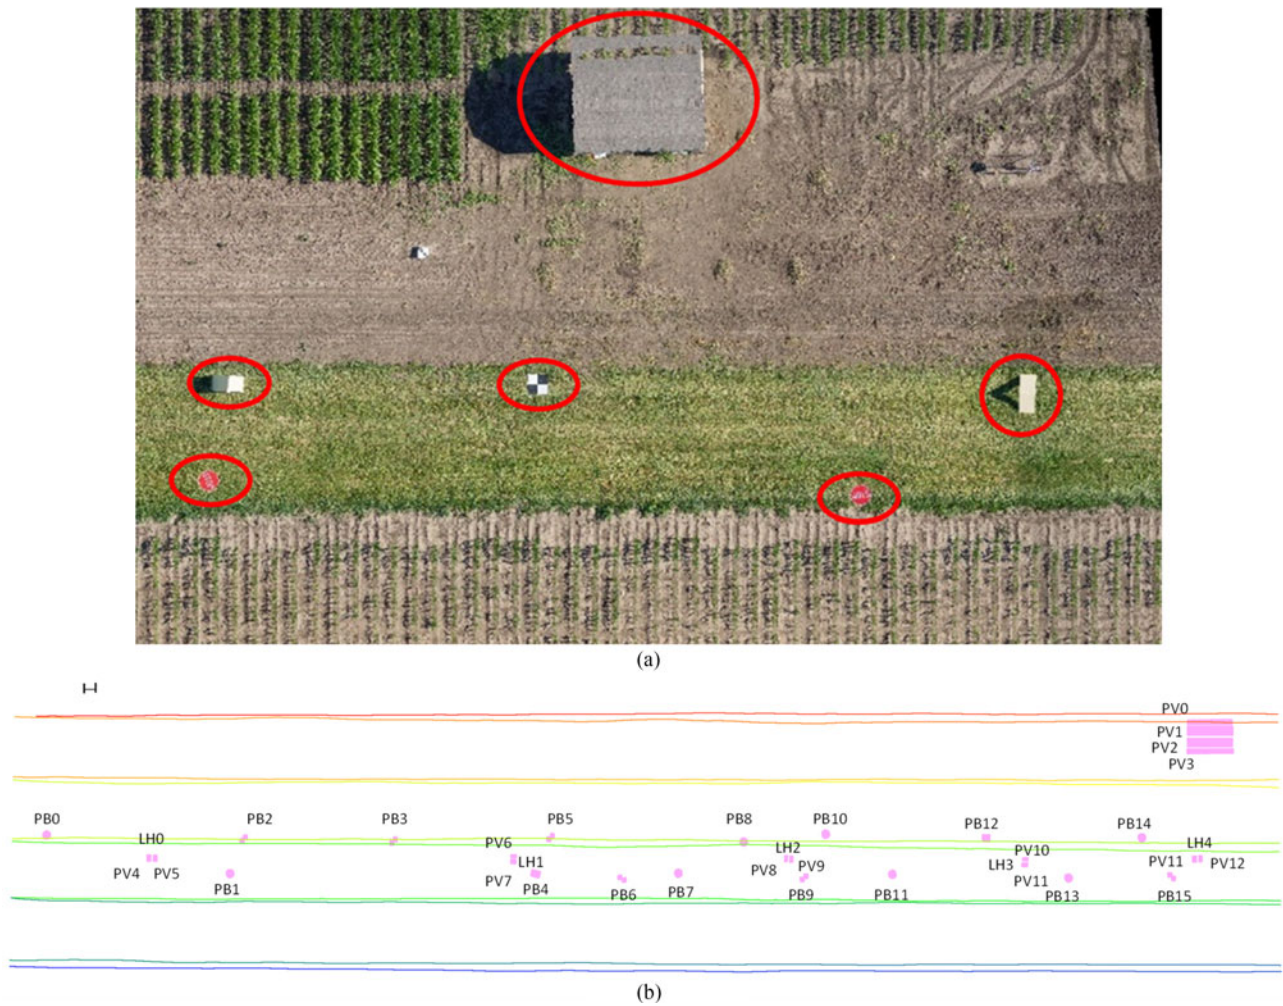 (a)
PV0
PV1
PV2
PV3
PB0 PB2 PB3 PB5 PB8 PB10 PB12 PB14
LH0 PV6 LH2 PV10 LH4
LH1 PV9 LH3 PV11
PV4 PV5 PV7 PV8 PV11 PV12
PB1 PB4 PB6 PB7 PB9 PB11 PB13 PB15
(b)